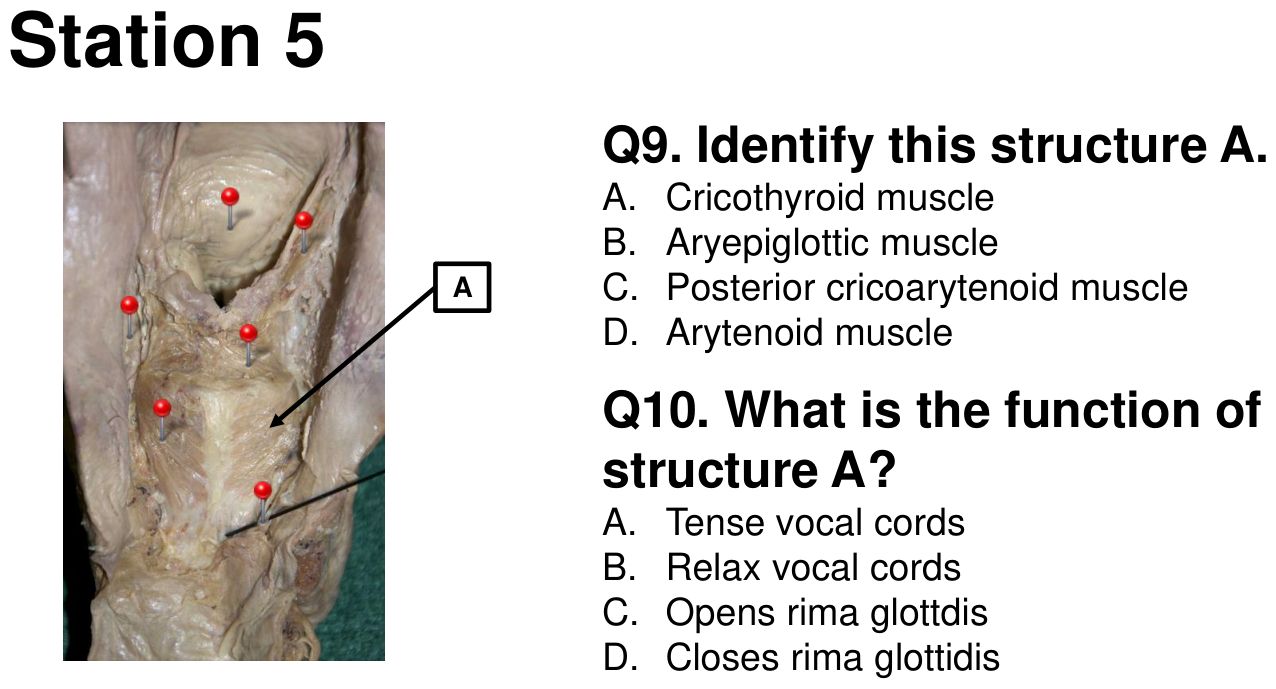 Station 5
A
Q9. Identify this structure A.
A. Cricothyroid muscle
B. Aryepiglottic muscle
C. Posterior cricoarytenoid muscle
D. Arytenoid muscle
Q10. What is the function of
structure A?
A. Tense vocal cords
B. Relax vocal cords
C. Opens rima glottdis
D. Closes rima glottidis